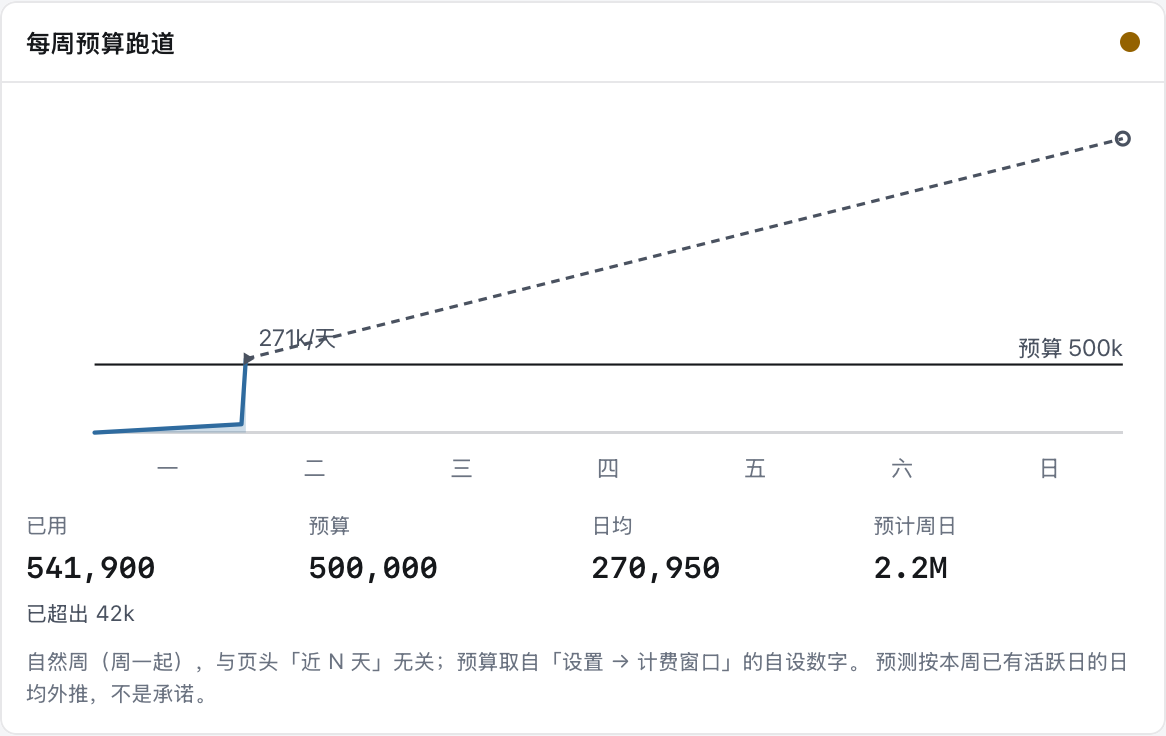 每周预算跑道
271k/天
预算 500k
一 二 三 四 五 六 日
已用 预算 日均 预计周日
541,900 500,000 270,950 2.2M
已超出 42k
自然周（周一起），与页头「近 N 天」无关；预算取自「设置 → 计费窗口」的自设数字。 预测按本周已有活跃日的日
均外推，不是承诺。